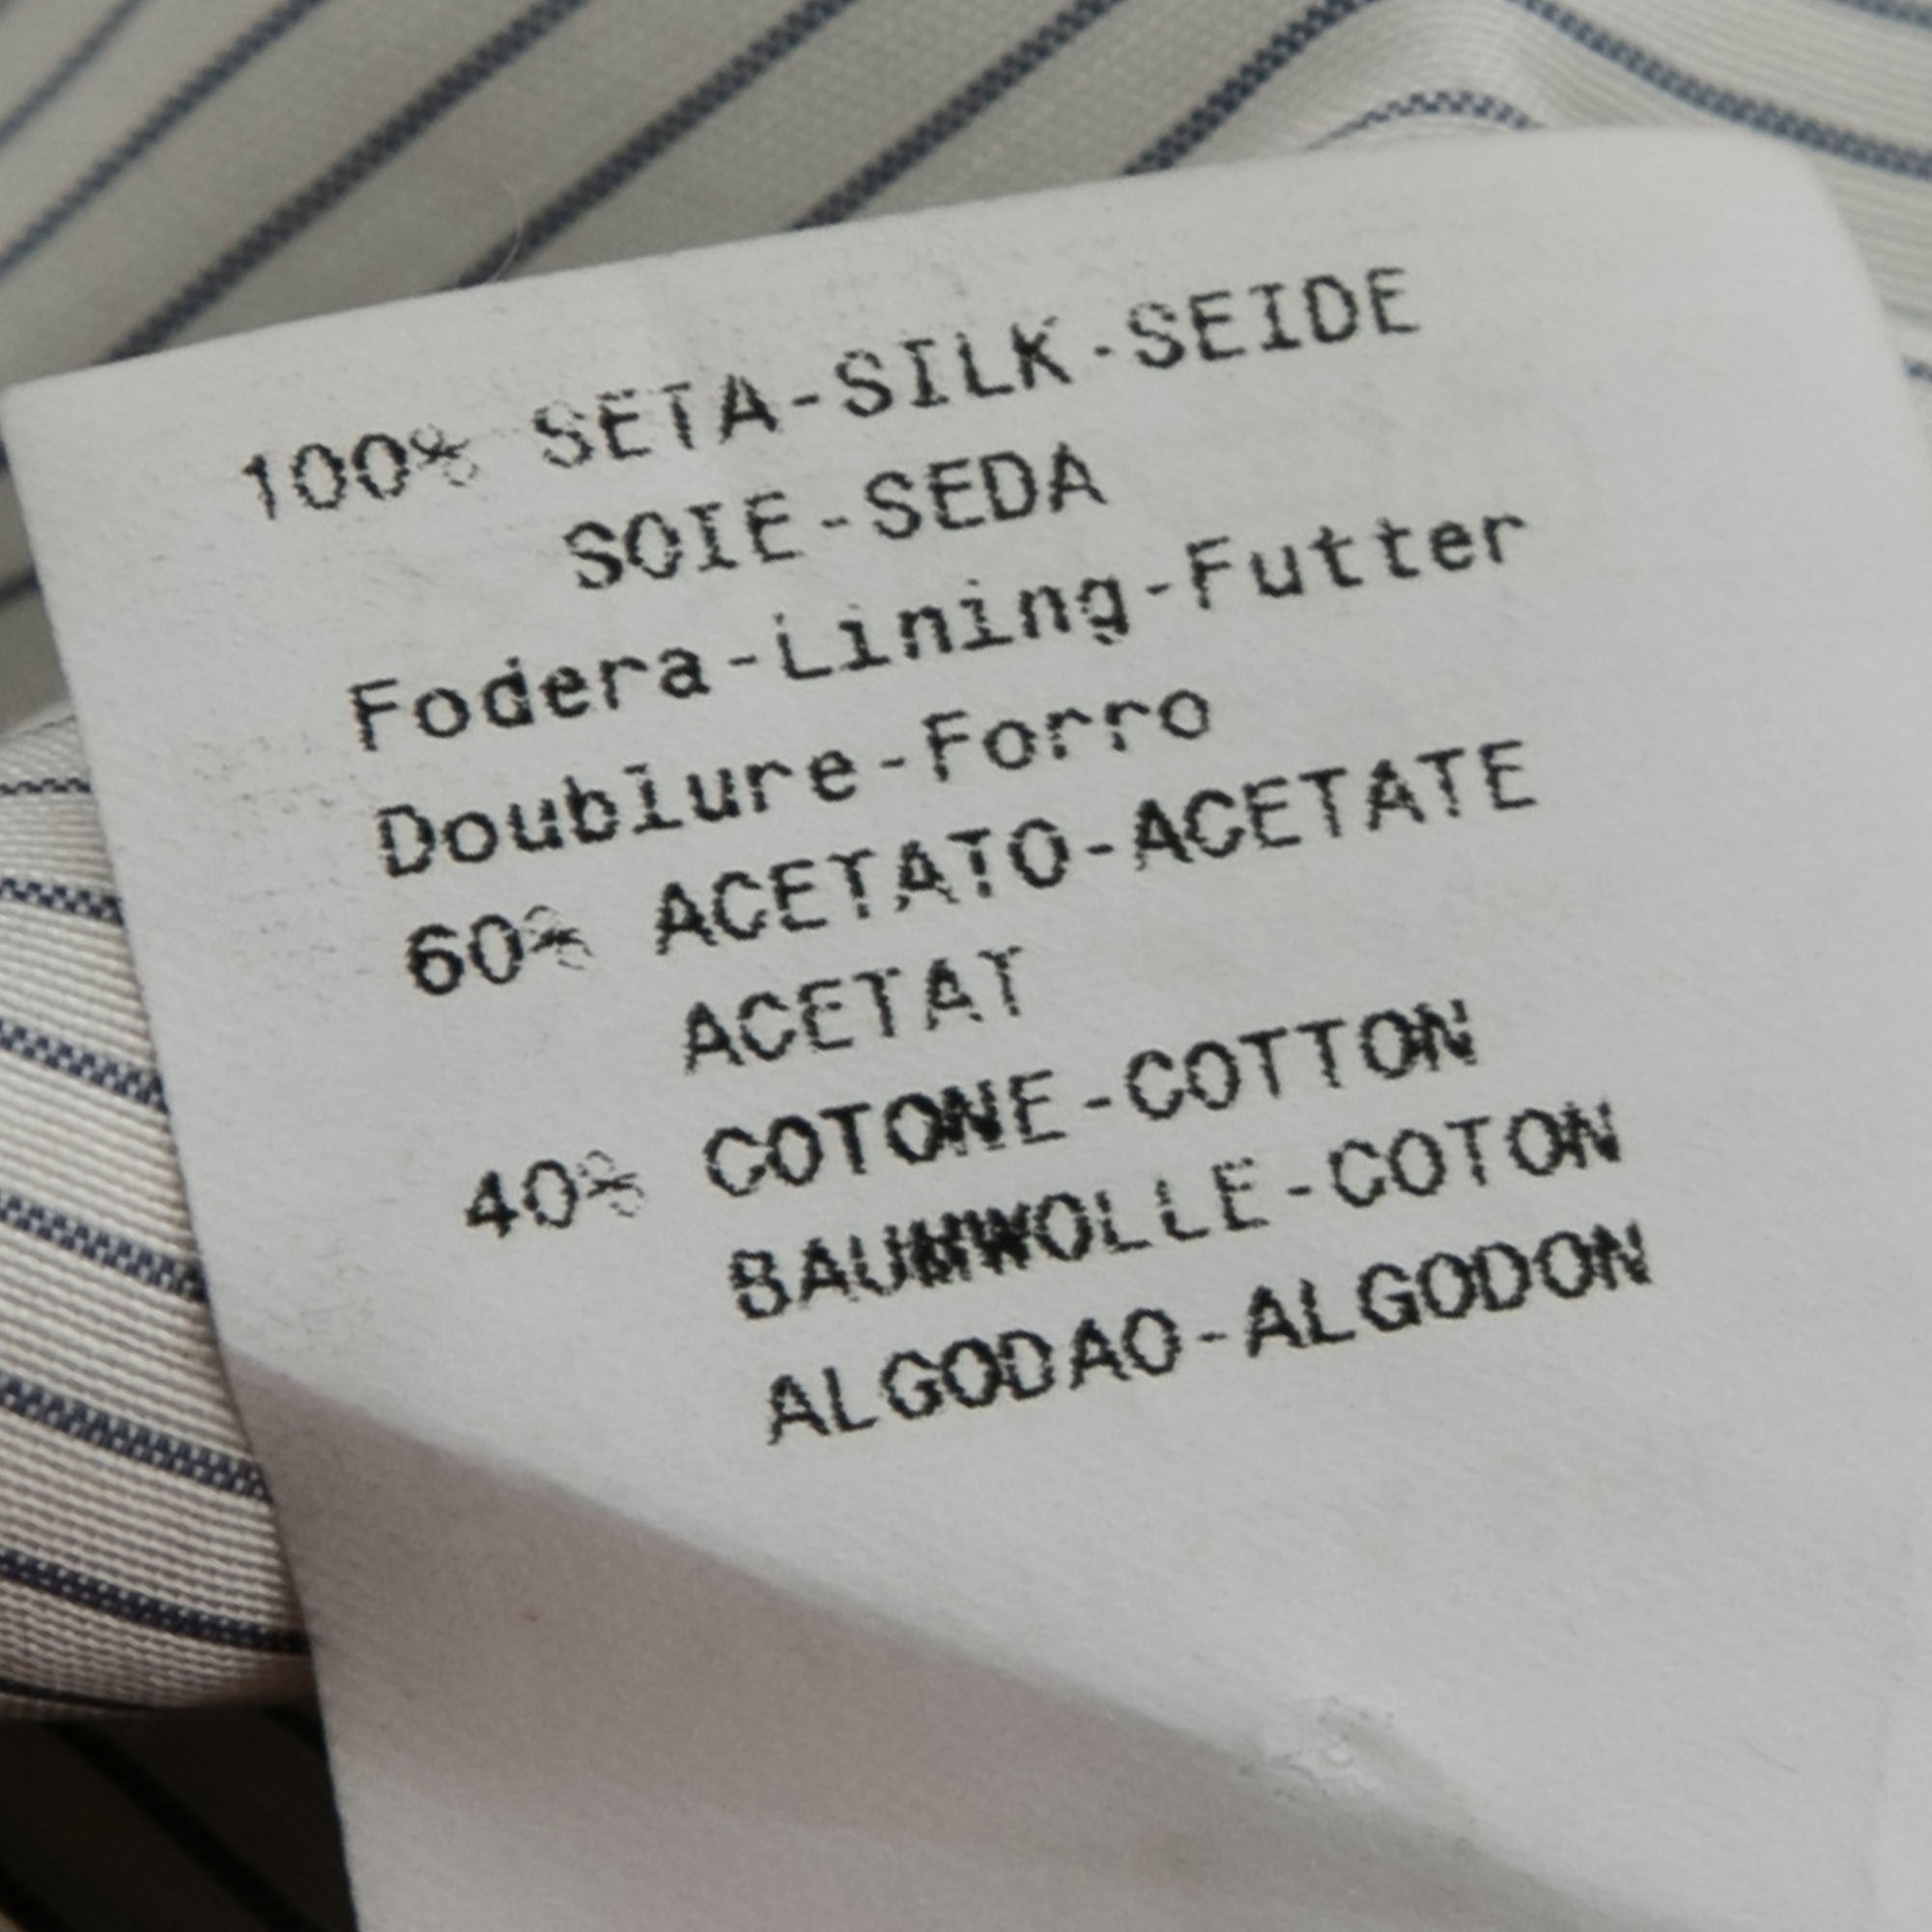 100% SETA-SILK-SEIDE
SOIE-SEDA
Fodera-Lining-Futter
Doublure-Forro
60% ACETATO-ACETATE
ACETAT
40% COTONE-COTTON
BAUMWOLLE-COTON
ALGODAO-ALGODON